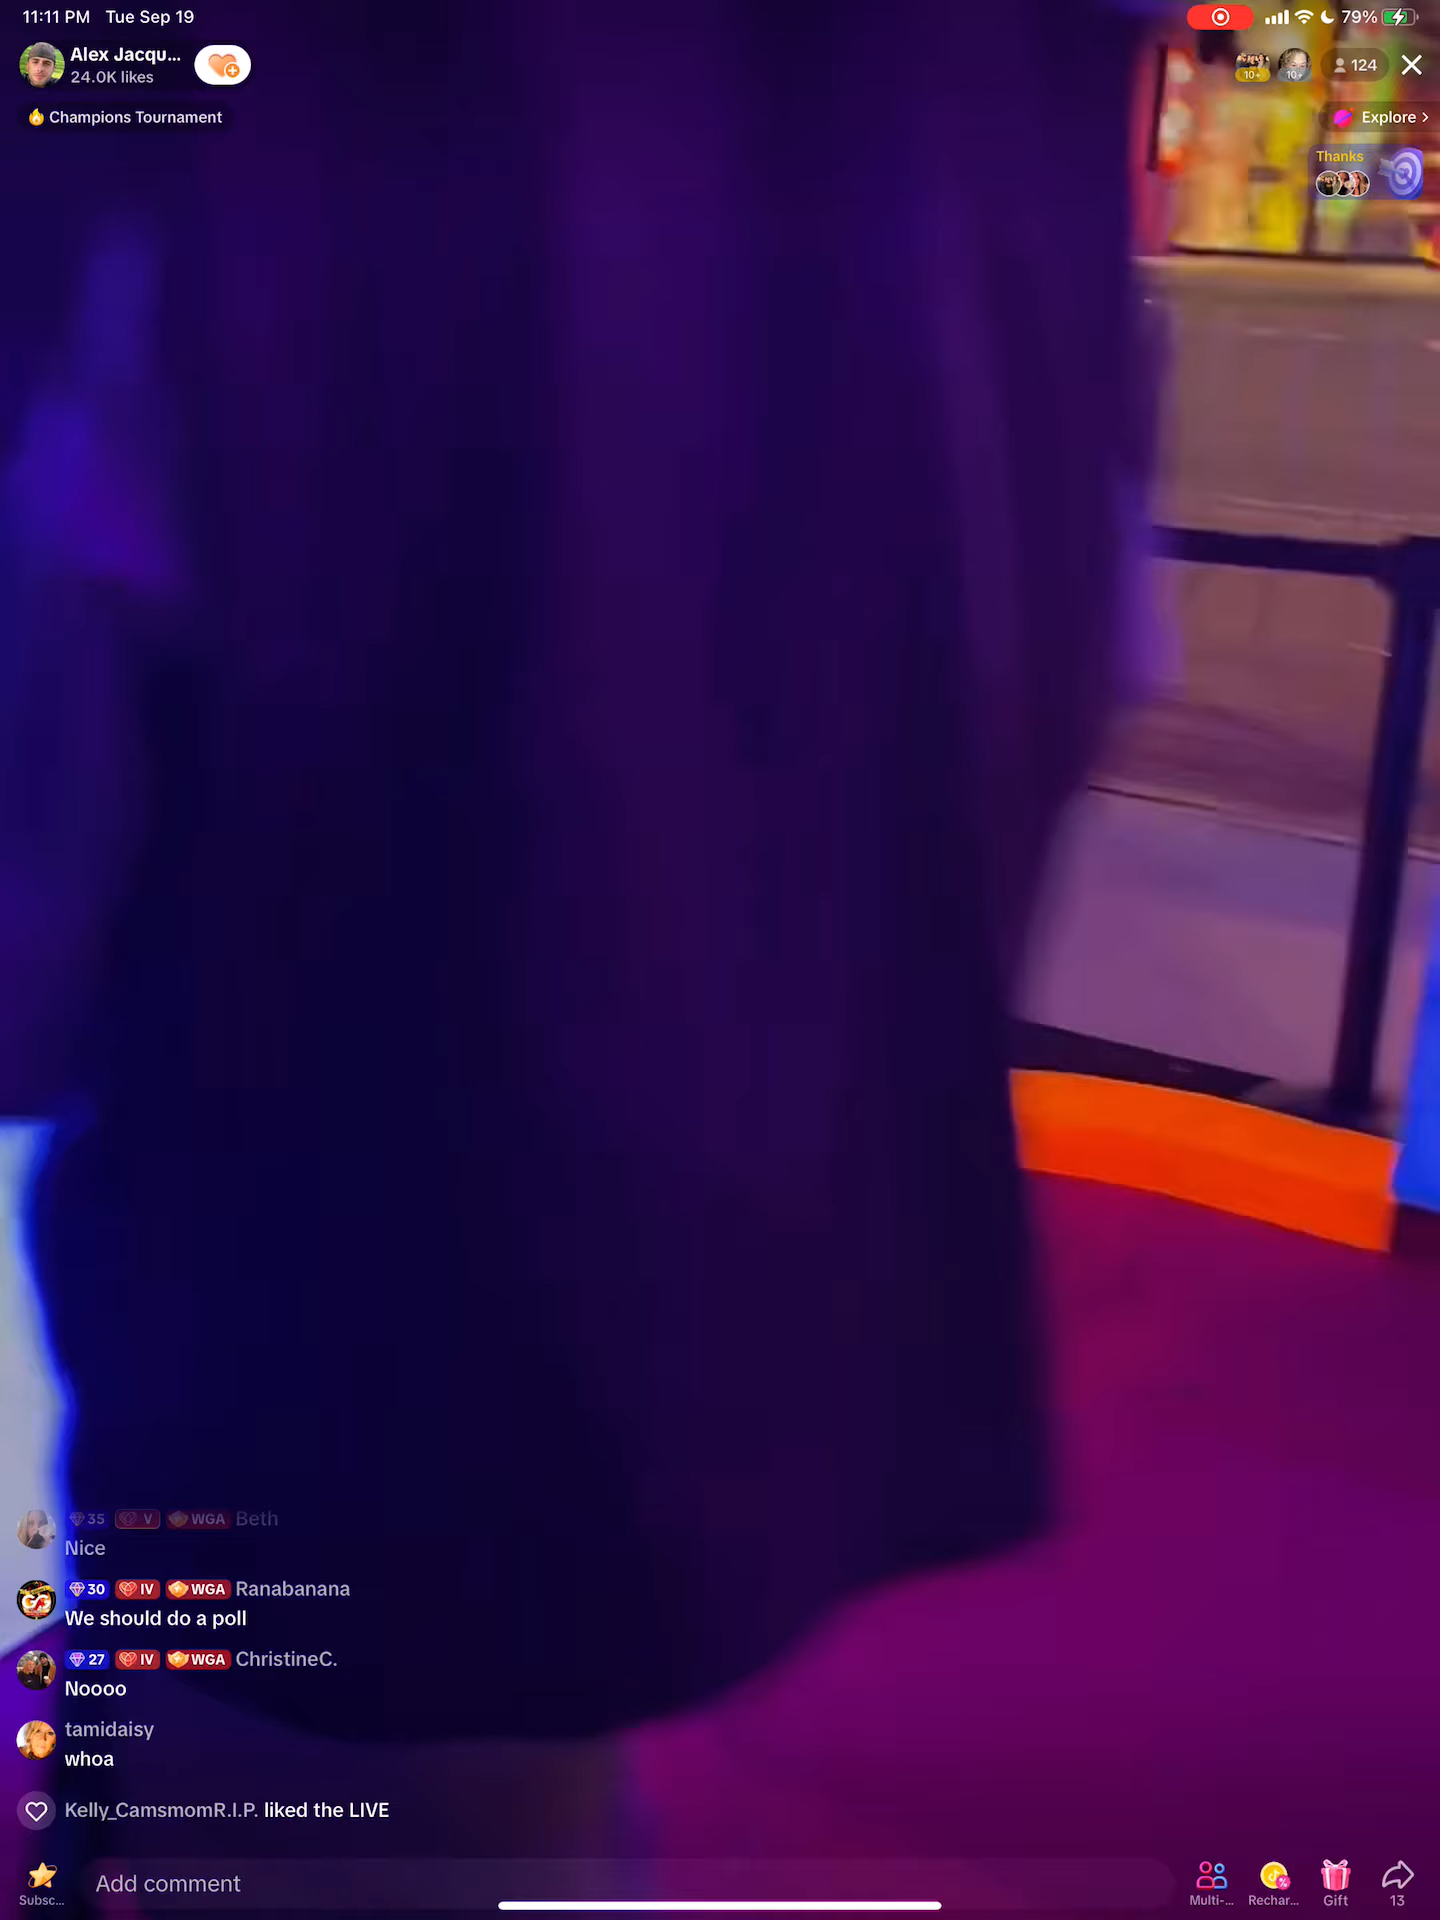 11:11 PM Tue Sep 19
79%
Alex Jacqu...
24.0K likes
10+
10+
124
Champions Tournament
Explore >
Thanks
35 V WGA Beth
Nice
30 IV WGA Ranabanana
We should do a poll
27 IV WGA ChristineC.
Noooo
tamidaisy
whoa
Kelly_CamsmomR.I.P. liked the LIVE
Add comment
Subsc...
Multi-...
Rechar...
Gift
13